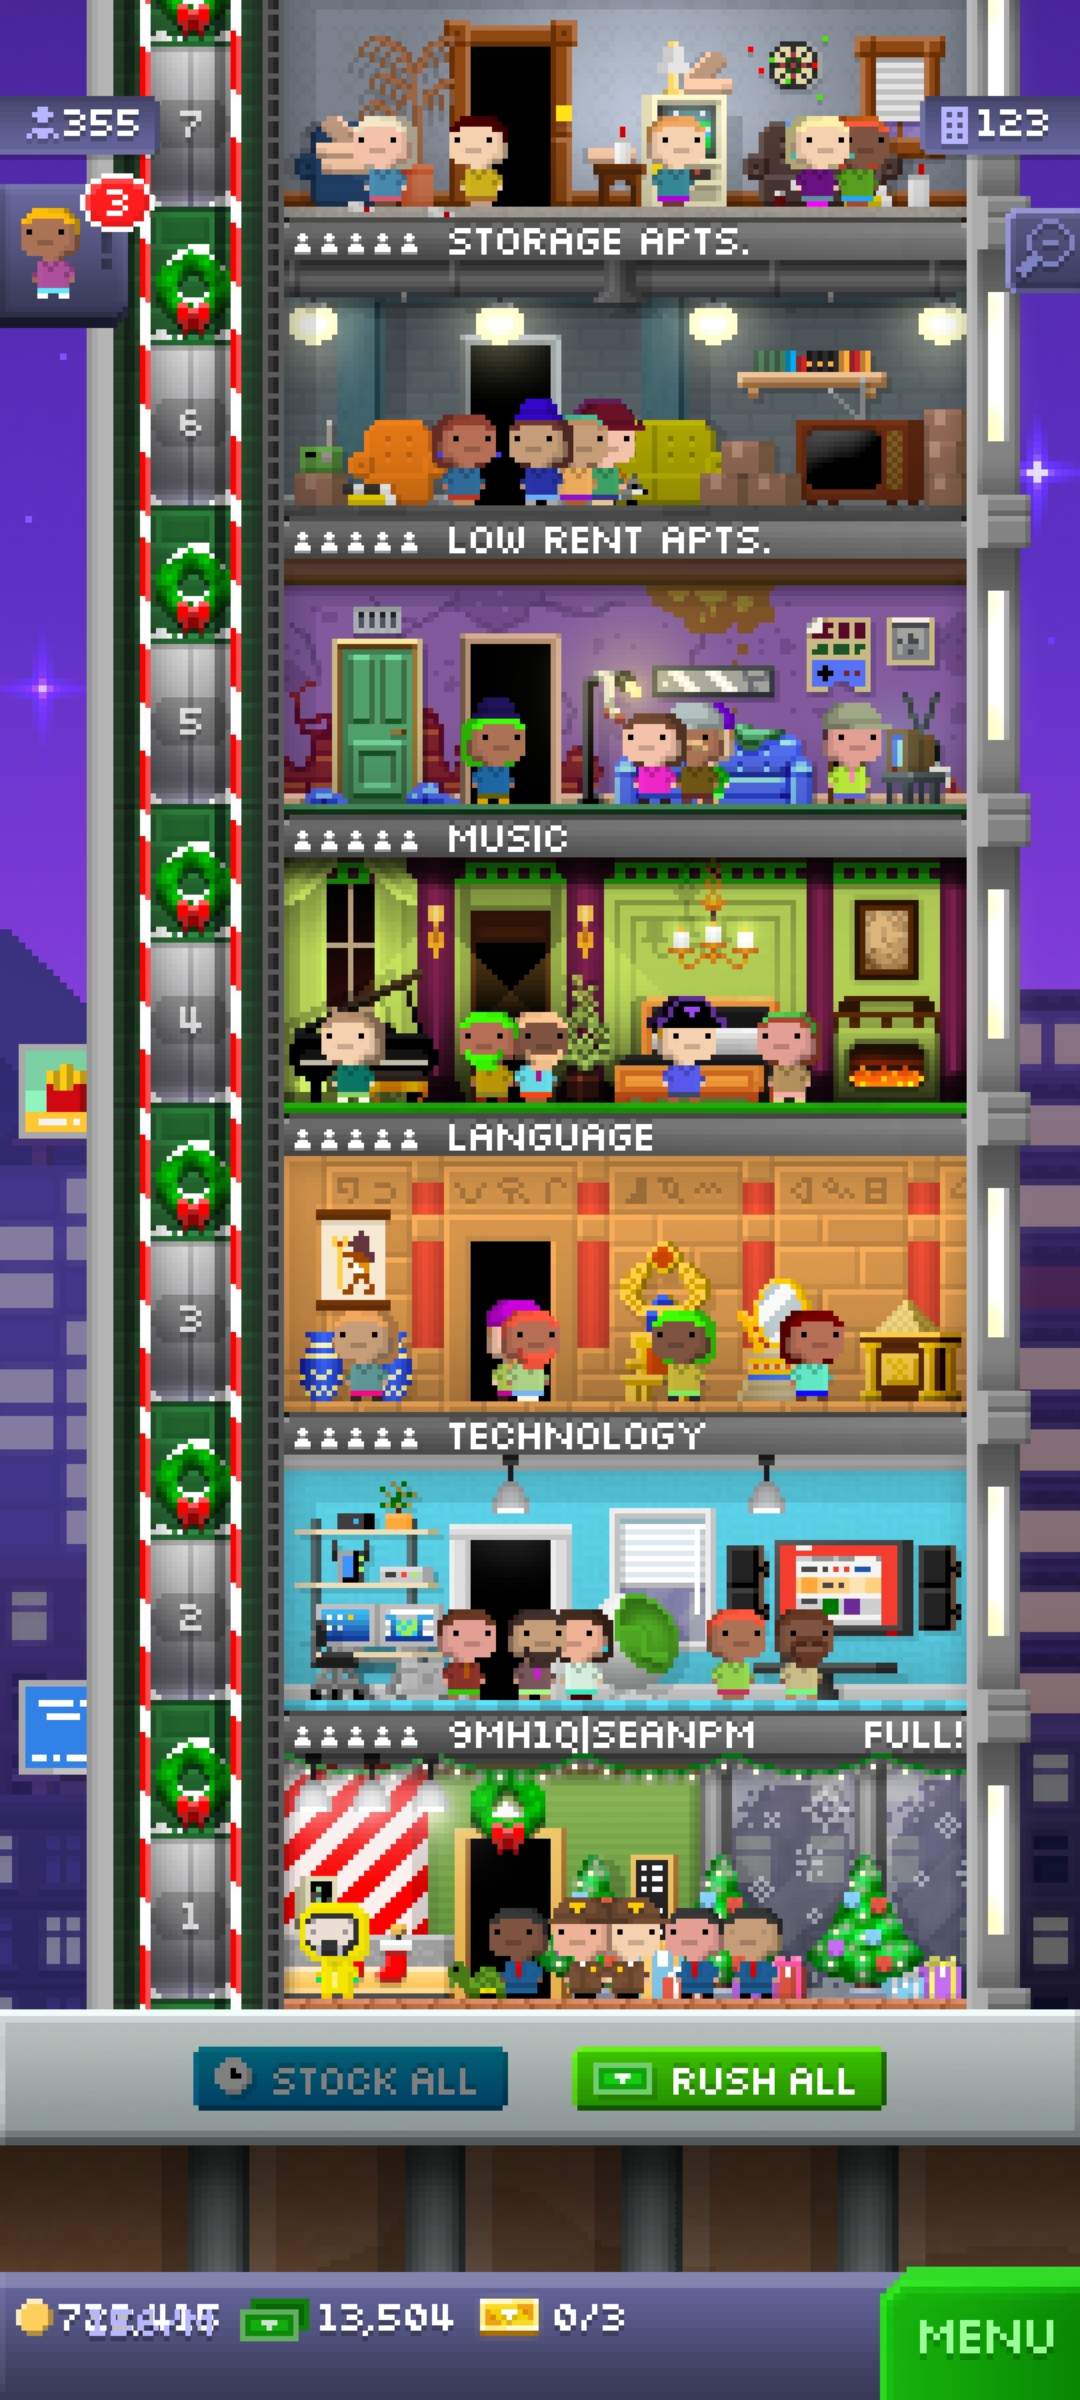 7
355
123
3
STORAGE APTS.
6
LOW RENT APTS.
5
MUSIC
4
LANGUAGE
3
TECHNOLOGY
2
9MH1Q|SEANPM FULL!
1
STOCK ALL
RUSH ALL
13,504
0/3
MENU